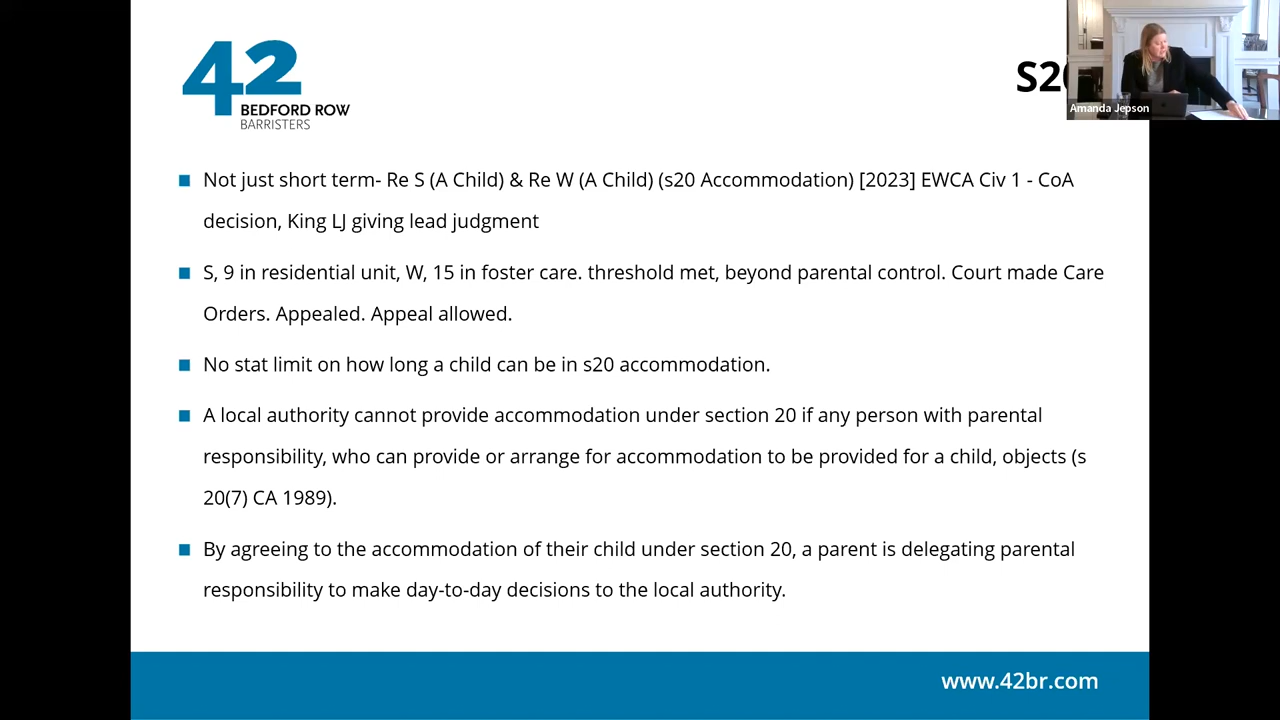 42
BEDFORD ROW
BARRISTERS
Amanda Jepson
Not just short term- Re S (A Child) & Re W (A Child) (s20 Accommodation) [2023] EWCA Civ 1 - CoA
decision, King LJ giving lead judgment
S, 9 in residential unit, W, 15 in foster care. threshold met, beyond parental control. Court made Care
Orders. Appealed. Appeal allowed.
No stat limit on how long a child can be in s20 accommodation.
A local authority cannot provide accommodation under section 20 if any person with parental
responsibility, who can provide or arrange for accommodation to be provided for a child, objects (s
20(7) CA 1989).
By agreeing to the accommodation of their child under section 20, a parent is delegating parental
responsibility to make day-to-day decisions to the local authority.
www.42br.com